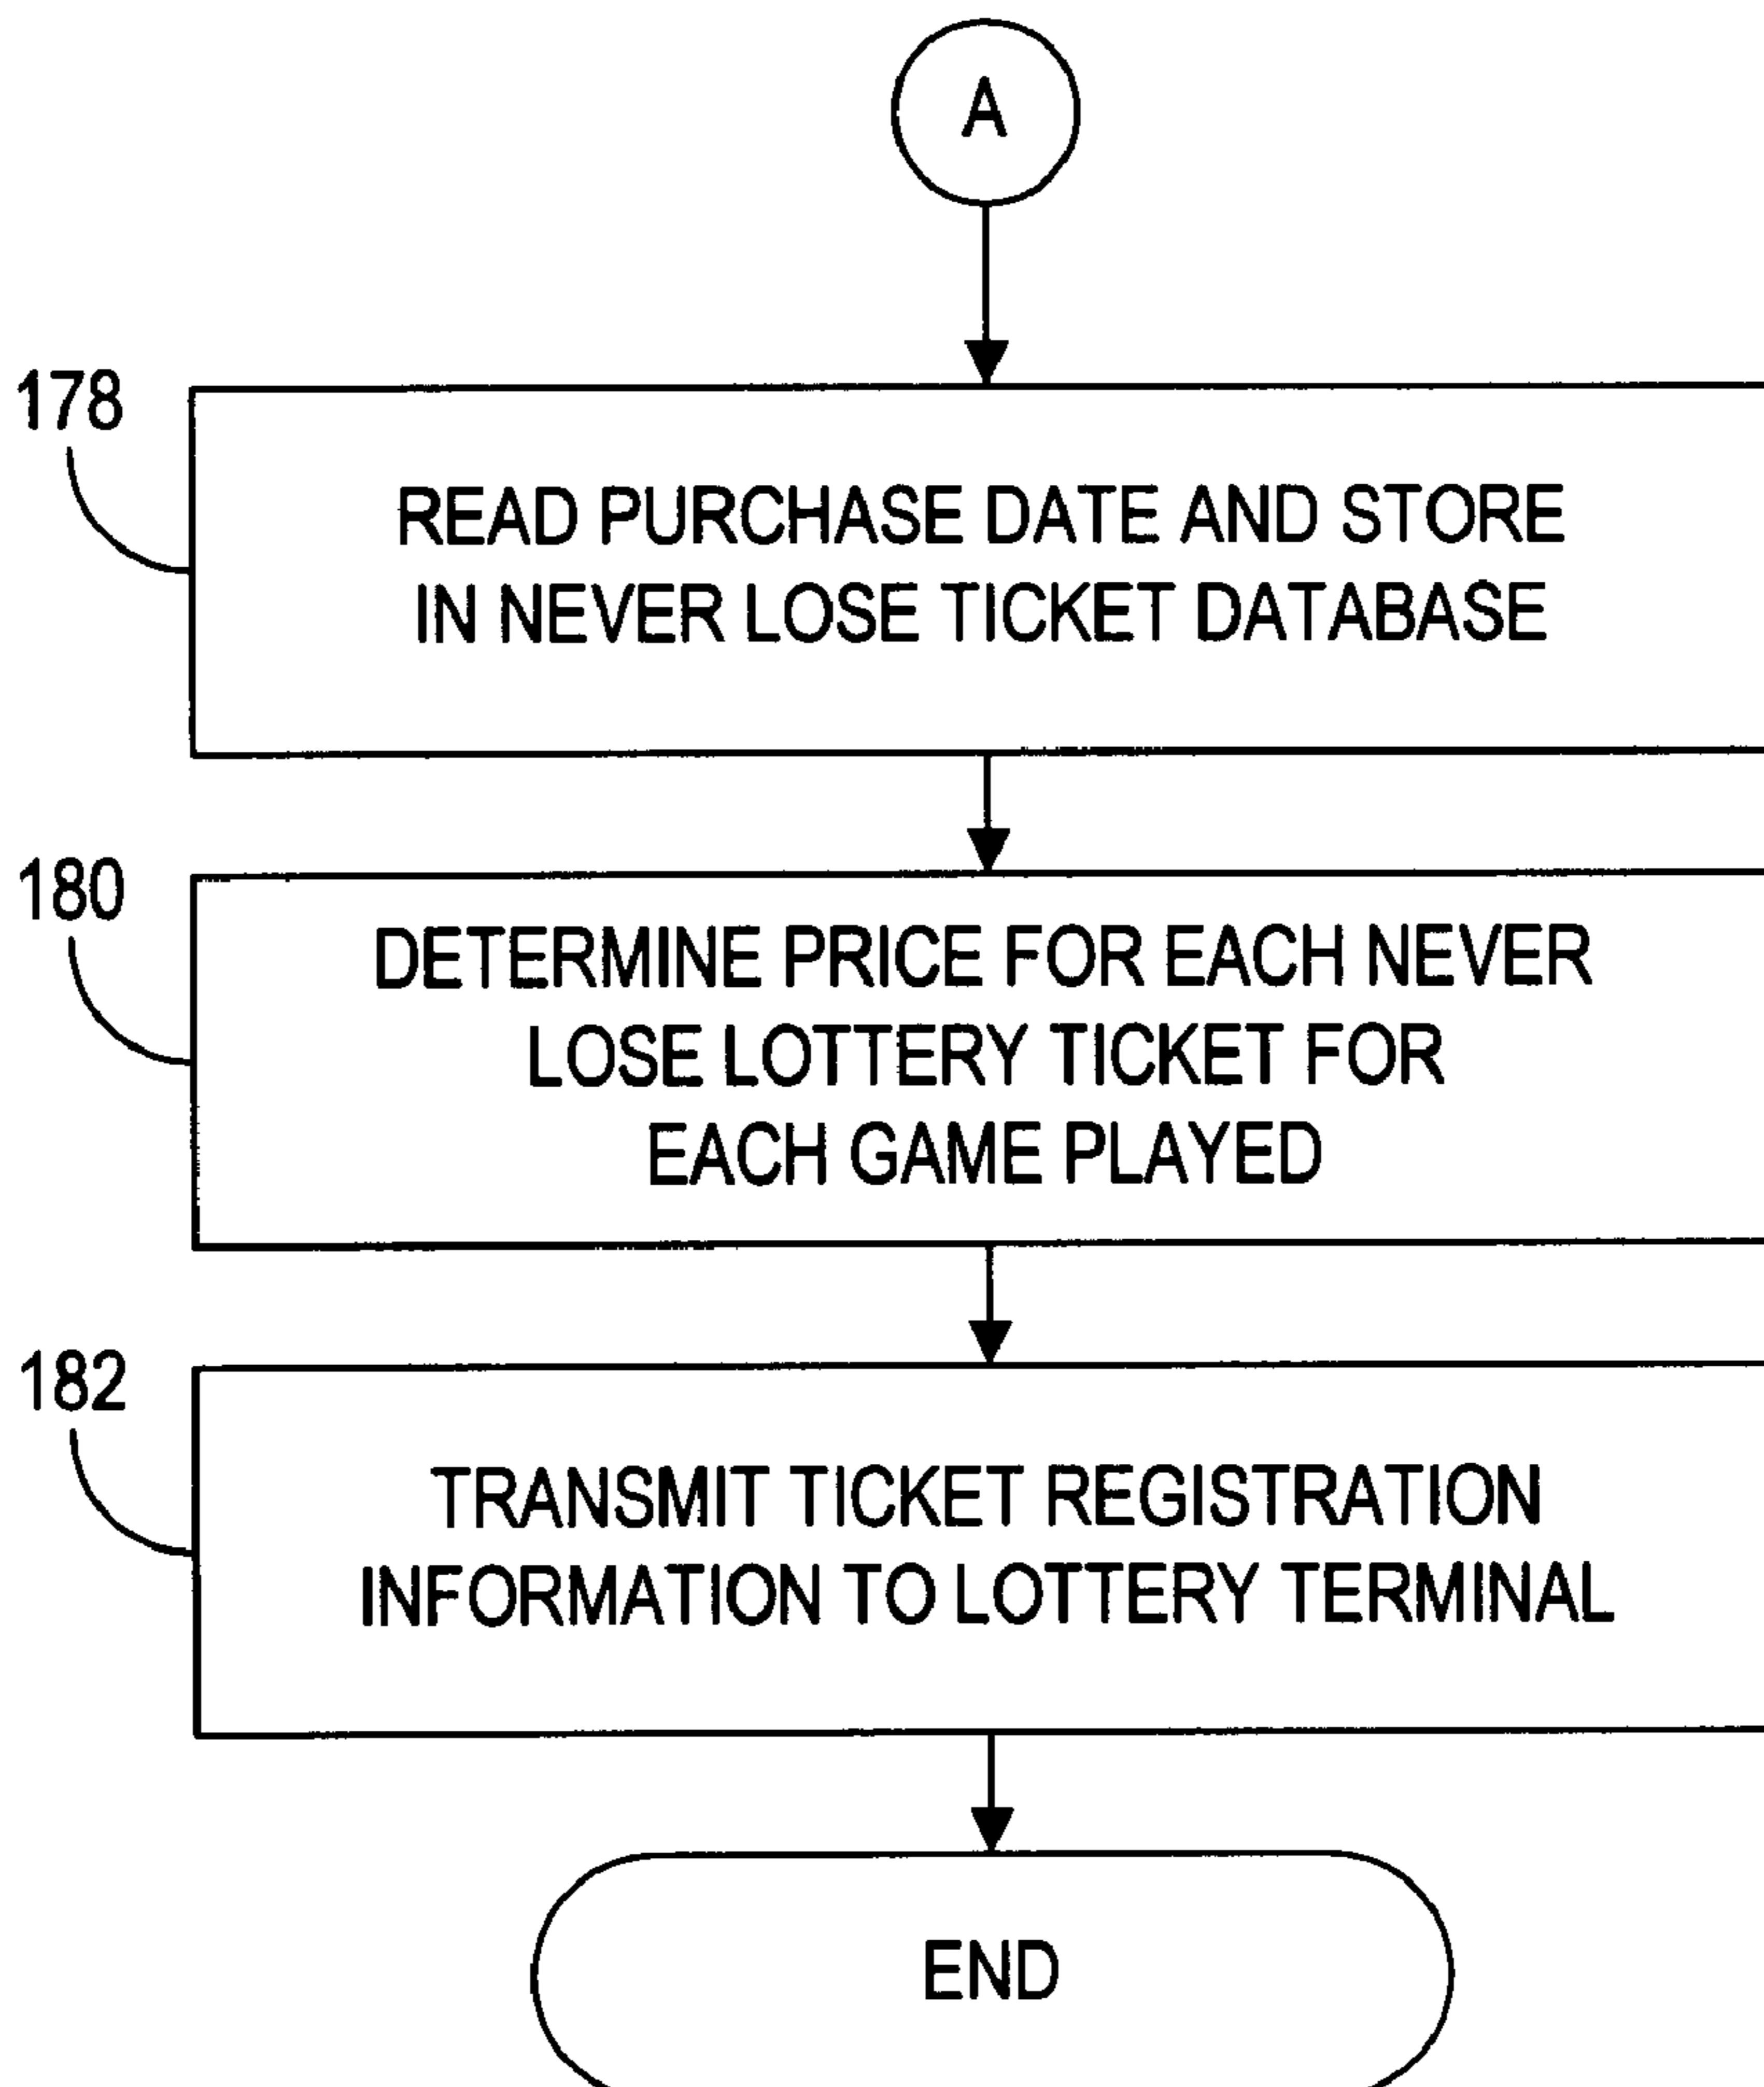 A
178
READ PURCHASE DATE AND STORE
IN NEVER LOSE TICKET DATABASE
180
DETERMINE PRICE FOR EACH NEVER
LOSE LOTTERY TICKET FOR
EACH GAME PLAYED
182
TRANSMIT TICKET REGISTRATION
INFORMATION TO LOTTERY TERMINAL
END